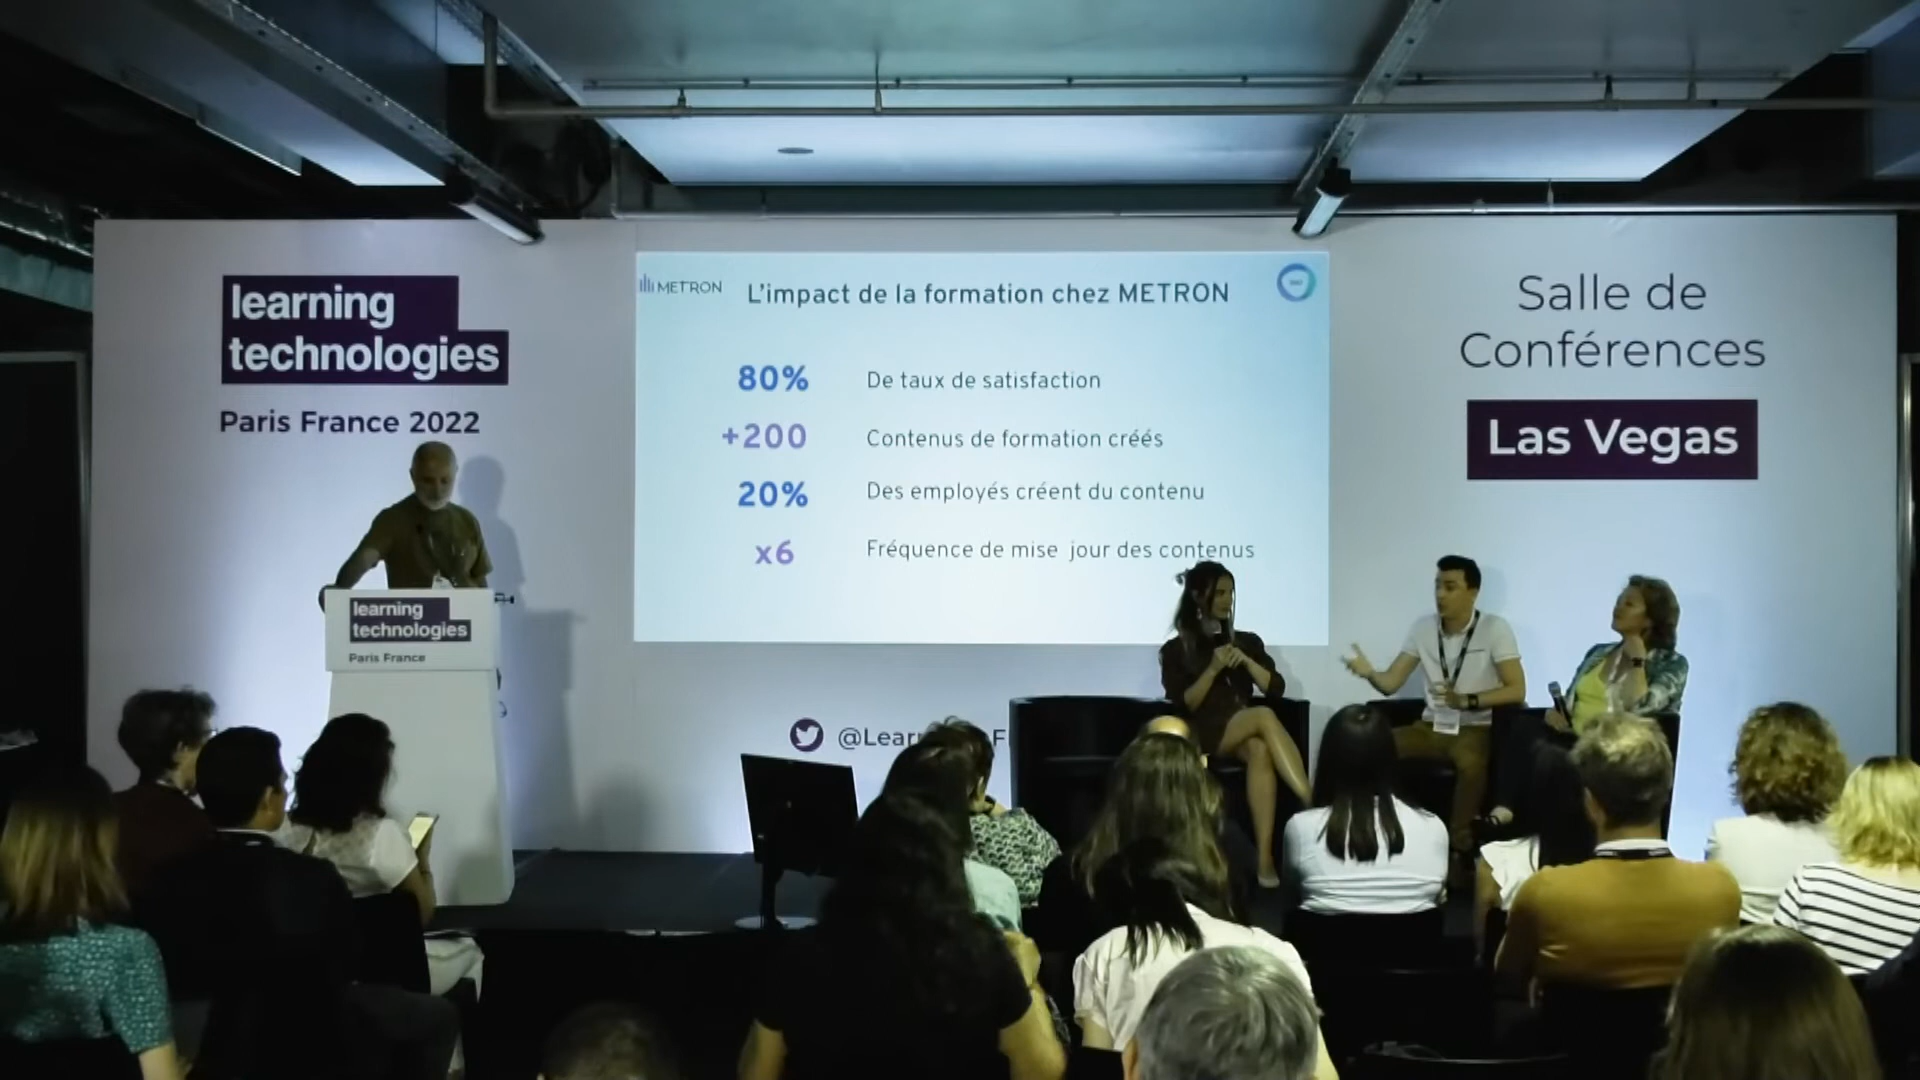 learning
technologies
Paris France 2022
METRON
L'impact de la formation chez METRON
80% De taux de satisfaction
+200 Contenus de formation créés
20% Des employés créent du contenu
x6 Fréquence de mise jour des contenus
Salle de
Conférences
Las Vegas
learning
technologies
Paris France